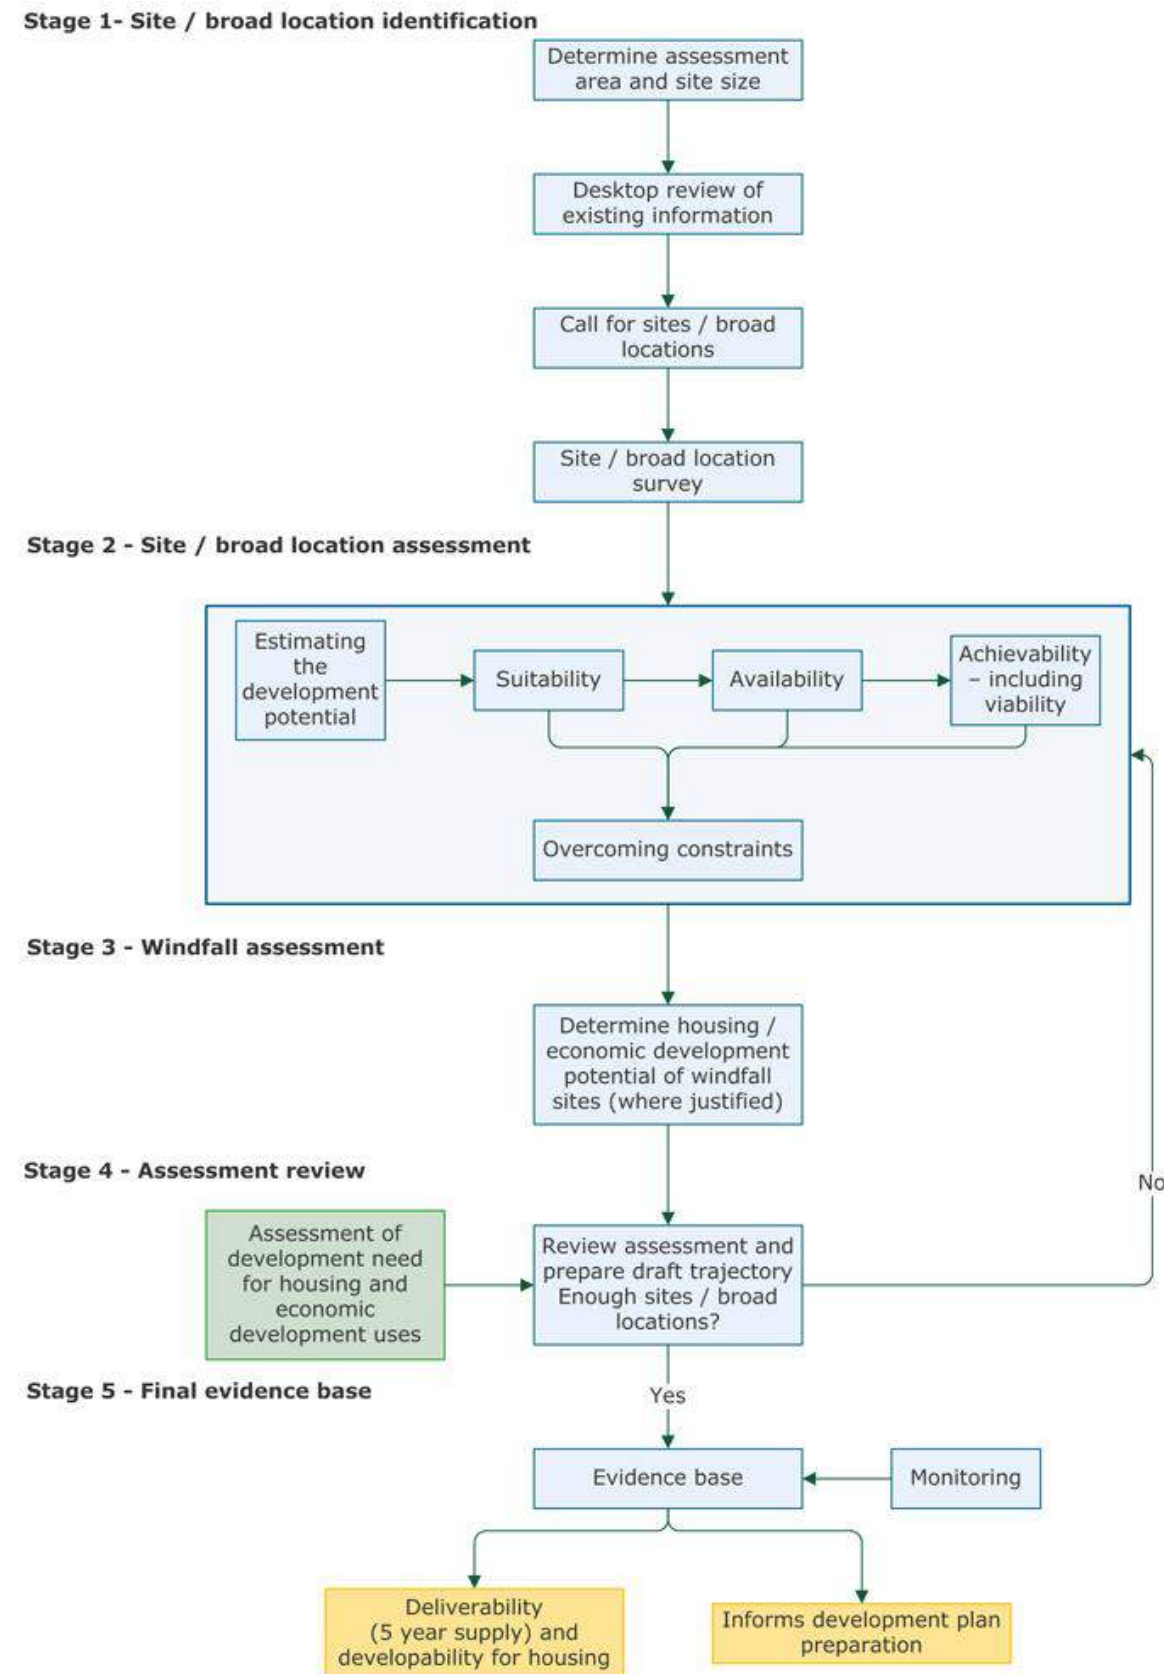 Stage 1- Site / broad location identification
Determine assessment
area and site size
Desktop review of
existing information
Call for sites / broad
locations
Site / broad location
survey
Stage 2 - Site / broad location assessment
Estimating
the
development
potential
Suitability
Availability
Achievability
– including
viability
Overcoming constraints
Stage 3 - Windfall assessment
Determine housing /
economic development
potential of windfall
sites (where justified)
Stage 4 - Assessment review
No
Assessment of
development need
for housing and
economic
development uses
Review assessment and
prepare draft trajectory
Enough sites / broad
locations?
Stage 5 - Final evidence base
Yes
Evidence base
Monitoring
Deliverability
(5 year supply) and
developability for housing
Informs development plan
preparation